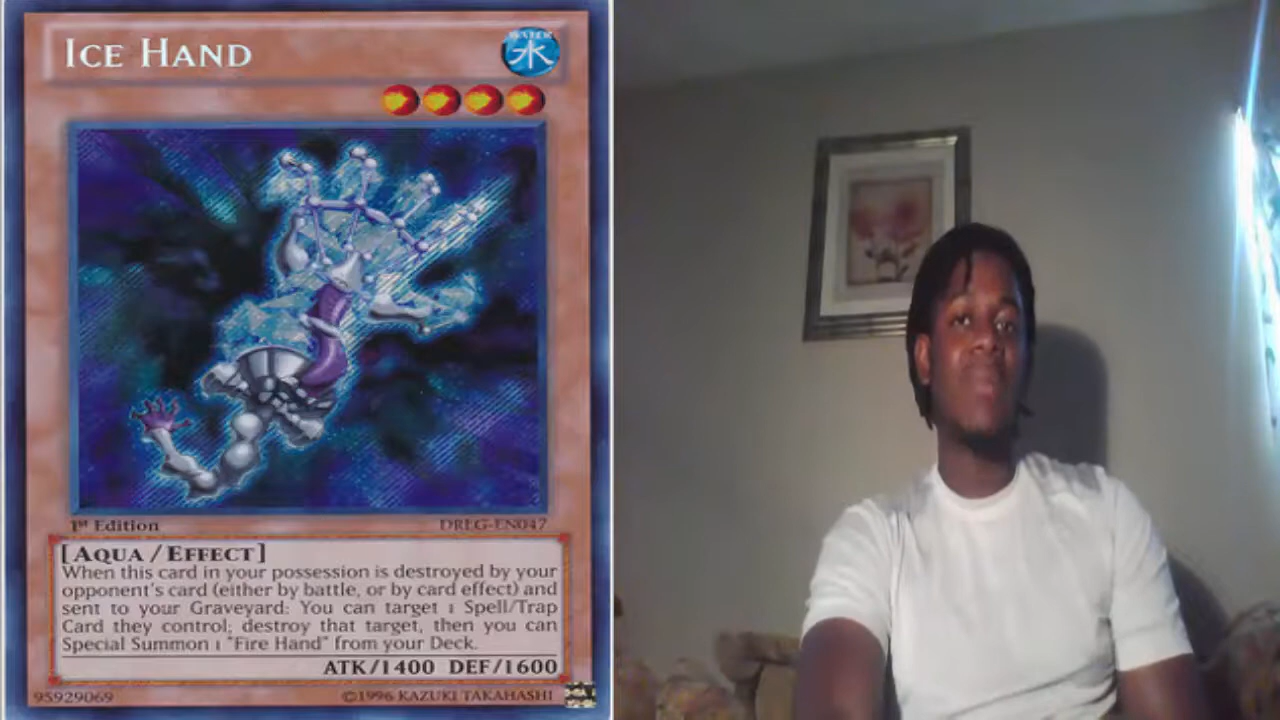 ICE HAND
WATER
水
1st Edition
DREG-EN047
[AQUA/EFFECT]
When this card in your possession is destroyed by your
opponent's card (either by battle, or by card effect) and
sent to your Graveyard: You can target 1 Spell/Trap
Card they control; destroy that target, then you can
Special Summon 1 "Fire Hand" from your Deck.
ATK/1400 DEF/1600
95929069
©1996 KAZUKI TAKAHASHI